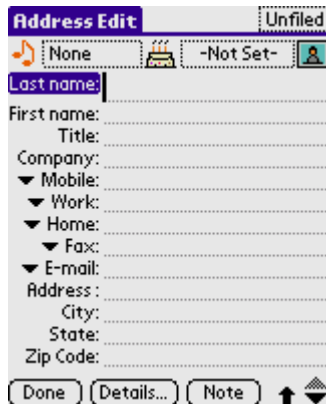 Address Edit Unfiled
None -Not Set-
Last name:
First name:
Title:
Company:
Mobile:
Work:
Home:
Fax:
E-mail:
Address :
City:
State:
Zip Code:
Done Details... Note